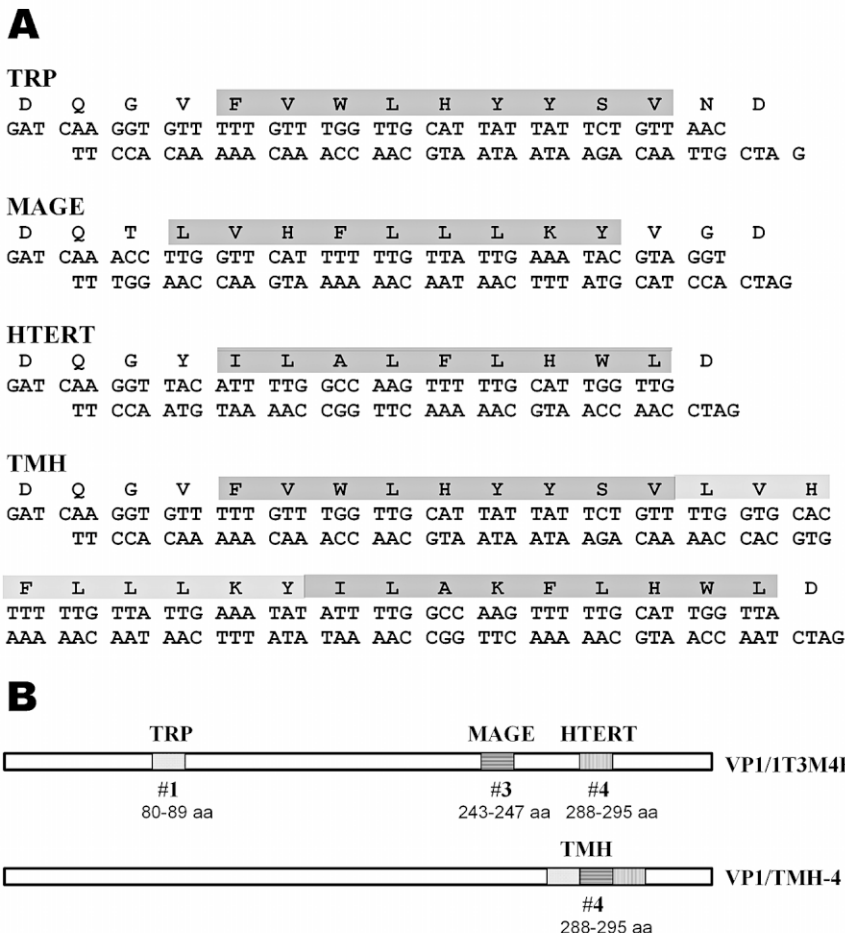 A
TRP
D Q G V F V W L H Y Y S V N D
GAT CAA GGT GTT TTT GTT TGG TTG CAT TAT TAT TCT GTT AAC
TT CCA CAA AAA CAA ACC AAC GTA ATA ATA AGA CAA TTG CTA G
MAGE
D Q T L V H F L L L K Y V G D
GAT CAA ACC TTG GTT CAT TTT TTG TTA TTG AAA TAC GTA GGT
TT TGG AAC CAA GTA AAA AAC AAT AAC TTT ATG CAT CCA CTAG
HTERT
D Q G Y I L A L F L H W L D
GAT CAA GGT TAC ATT TTG GCC AAG TTT TTG CAT TGG TTG
TT CCA ATG TAA AAC CGG TTC AAA AAC GTA ACC AAC CTAG
TMH
D Q G V F V W L H Y Y S V L V H
GAT CAA GGT GTT TTT GTT TGG TTG CAT TAT TAT TCT GTT TTG GTG CAC
TT CCA CAA AAA CAA ACC AAC GTA ATA ATA AGA CAA AAC CAC GTG
F L L L K Y I L A K F L H W L D
TTT TTG TTA TTG AAA TAT ATT TTG GCC AAG TTT TTG CAT TGG TTA
AAA AAC AAT AAC TTT ATA TAA AAC CGG TTC AAA AAC GTA ACC AAT CTAG
B
TRP MAGE HTERT
VP1/1T3M4
#1 #3 #4
80-89 aa 243-247 aa 288-295 aa
TMH
VP1/TMH-4
#4
288-295 aa